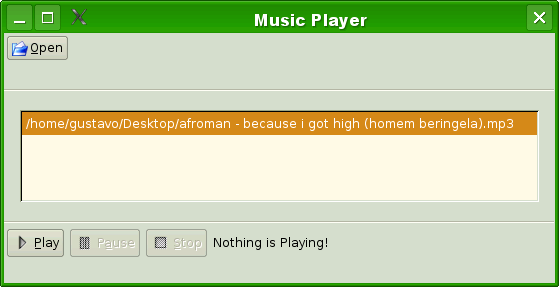 Music Player
Open
/home/gustavo/Desktop/afroman - because i got high (homem beringela).mp3
Play Pause Stop Nothing is Playing!